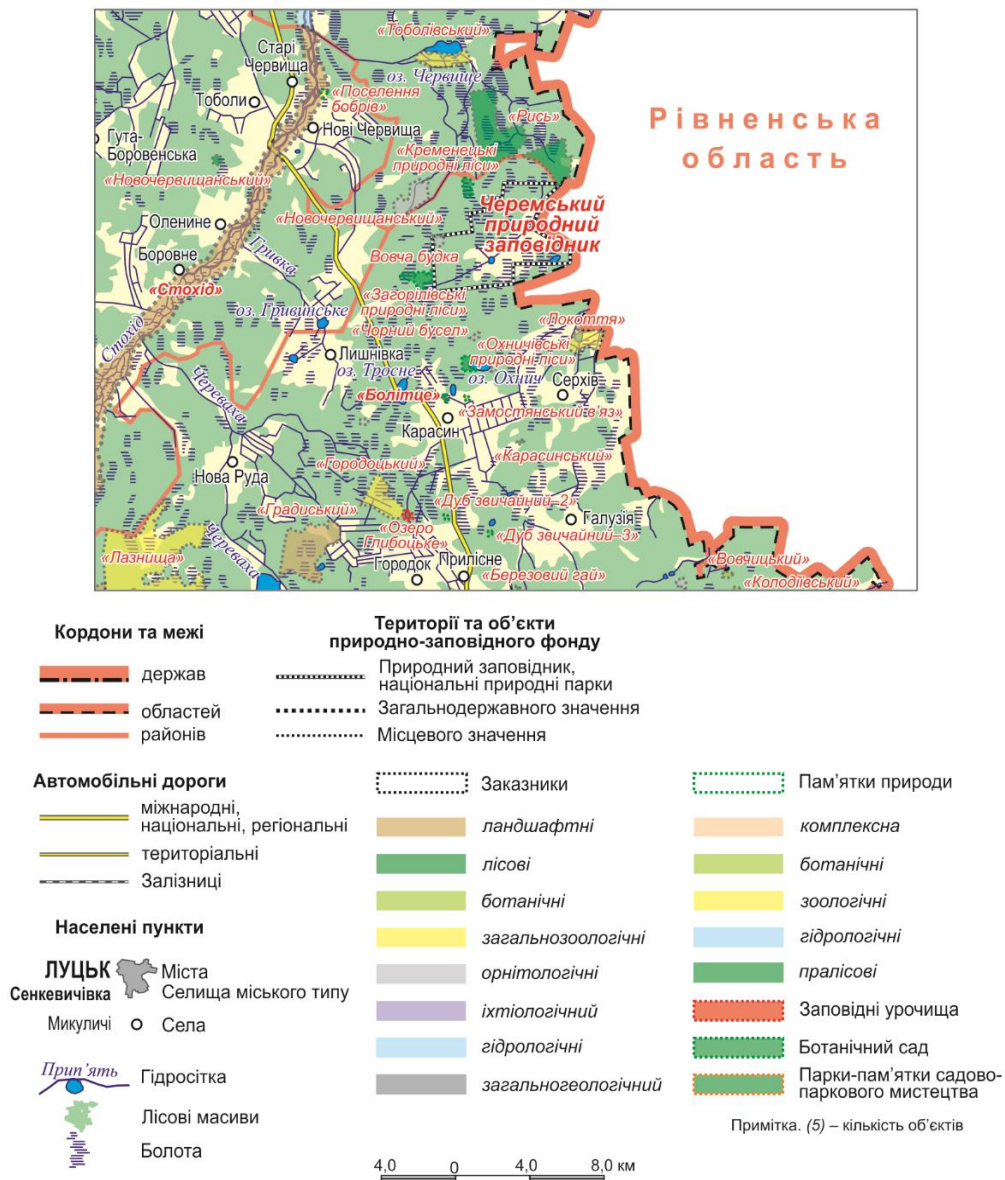 «Тоболівський»
Старі
Червища
оз. Червище
«Поселення
бобрів»
Тоболи
«Рись»
Рівненська
область
Нові Червища
Гута-
Боровенська
«Кременецькі
природні ліси»
«Новочервищанський»
Черемський
природний
заповідник
«Новочервищанський»
Оленине
Гривка
Боровне
Вовча будка
«Стохід»
«Загорілівські
природні ліси»
оз. Гривинське
«Чорний бусел»
«Локоття»
Стохід
«Охничівські
природні ліси»
Лишнівка
оз. Тросне
оз. Охнич
Серхів
Череваха
«Болітце»
«Замостянський в'яз»
Карасин
«Карасинський»
«Городоцький»
Нова Руда
«Дуб звичайний–2»
«Градиський»
Галузія
«Озеро
Глибоцьке»
«Дуб звичайний–3»
«Лазнища»
Череваха
Городок
Прилісне
«Березовий гай»
«Вовчицький»
«Колодіївський»
Кордони та межі
держав
областей
районів
Території та об'єкти
природно-заповідного фонду
Природний заповідник,
національні природні парки
Загальнодержавного значення
Місцевого значення
Автомобільні дороги
міжнародні,
національні, регіональні
територіальні
Залізниці
Населені пункти
ЛУЦЬК
Міста
Сенкевичівка
Селища міського типу
Микуличі
Села
Прип'ять
Гідросітка
Лісові масиви
Болота
Заказники
ландшафтні
лісові
ботанічні
загальнозоологічні
орнітологічні
іхтіологічний
гідрологічні
загальногеологічний
Пам'ятки природи
комплексна
ботанічні
зоологічні
гідрологічні
пралісові
Заповідні урочища
Ботанічний сад
Парки-пам'ятки садово-
паркового мистецтва
Примітка. (5) – кількість об'єктів
4,0 0 4,0 8,0 км